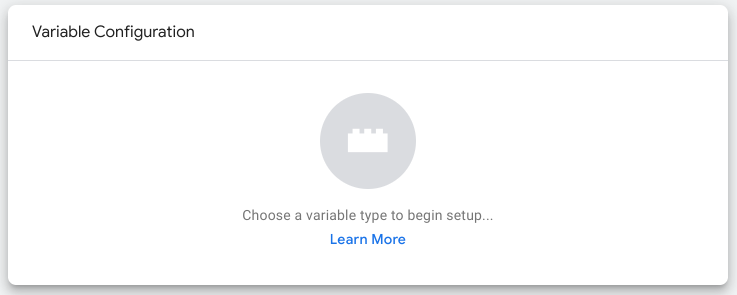 Variable Configuration
Choose a variable type to begin setup...
Learn More